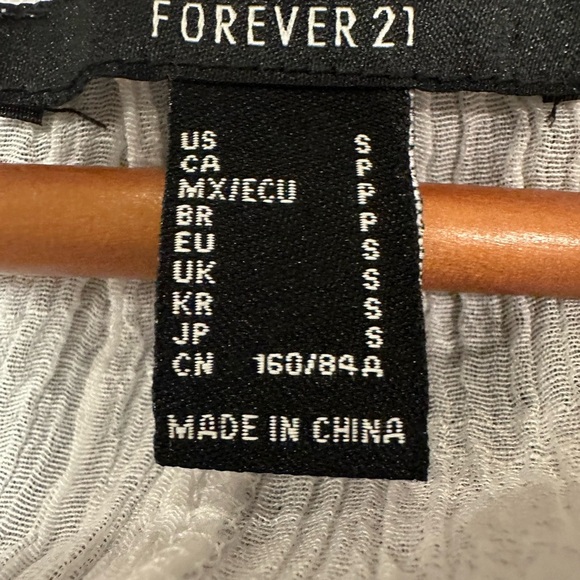 FOREVER 21
US S
CA P
MX/ECU P
BR P
EU S
UK S
KR S
JP S
CN 160/84A
MADE IN CHINA